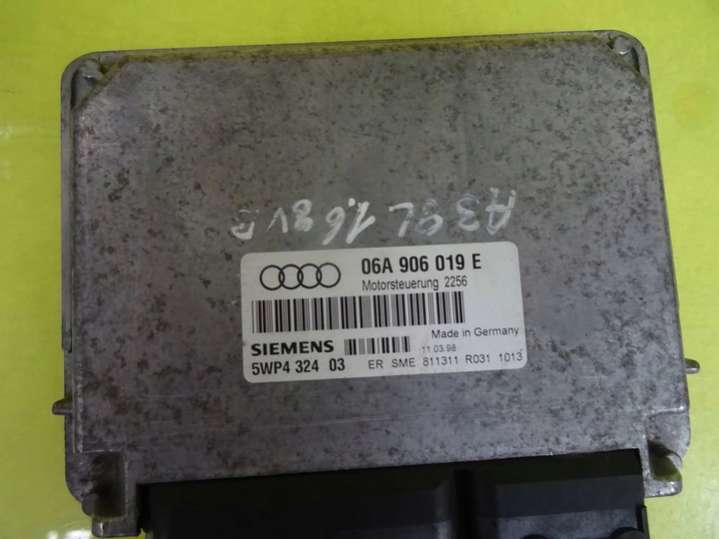 A3 8L 1.6 8V B
06A 906 019 E
Motorsteuerung 2256
Made in Germany
SIEMENS 11.03.98
5WP4 324 03 ER SME 811311 R031 1013